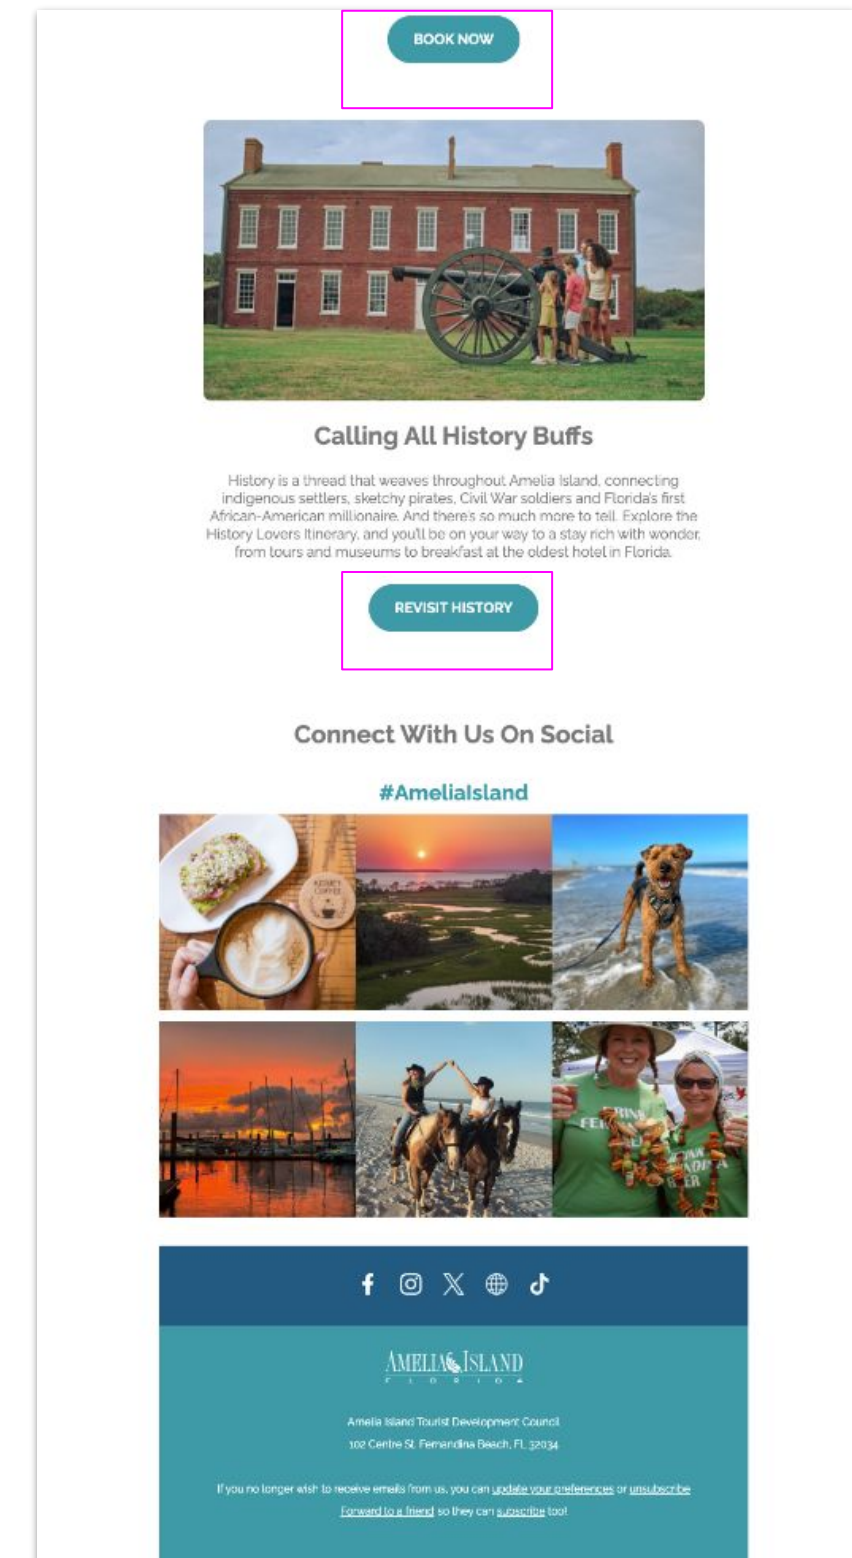 BOOK NOW
Calling All History Buffs
History is a thread that weaves throughout Amelia Island, connecting
indigenous settlers, sketchy pirates, Civil War soldiers and Florida's first
African-American millionaire. And there's so much more to tell. Explore the
History Lovers Itinerary, and you'll be on your way to a stay rich with wonder,
from tours and museums to breakfast at the oldest hotel in Florida.
REVISIT HISTORY
Connect With Us On Social
#AmeliaIsland
COFFEE
AMELIA ISLAND
FLORIDA
Amelia Island Tourist Development Council
102 Centre St. Fernandina Beach, FL 32034
If you no longer wish to receive emails from us, you can update your preferences or unsubscribe
Forward to a friend so they can subscribe too!